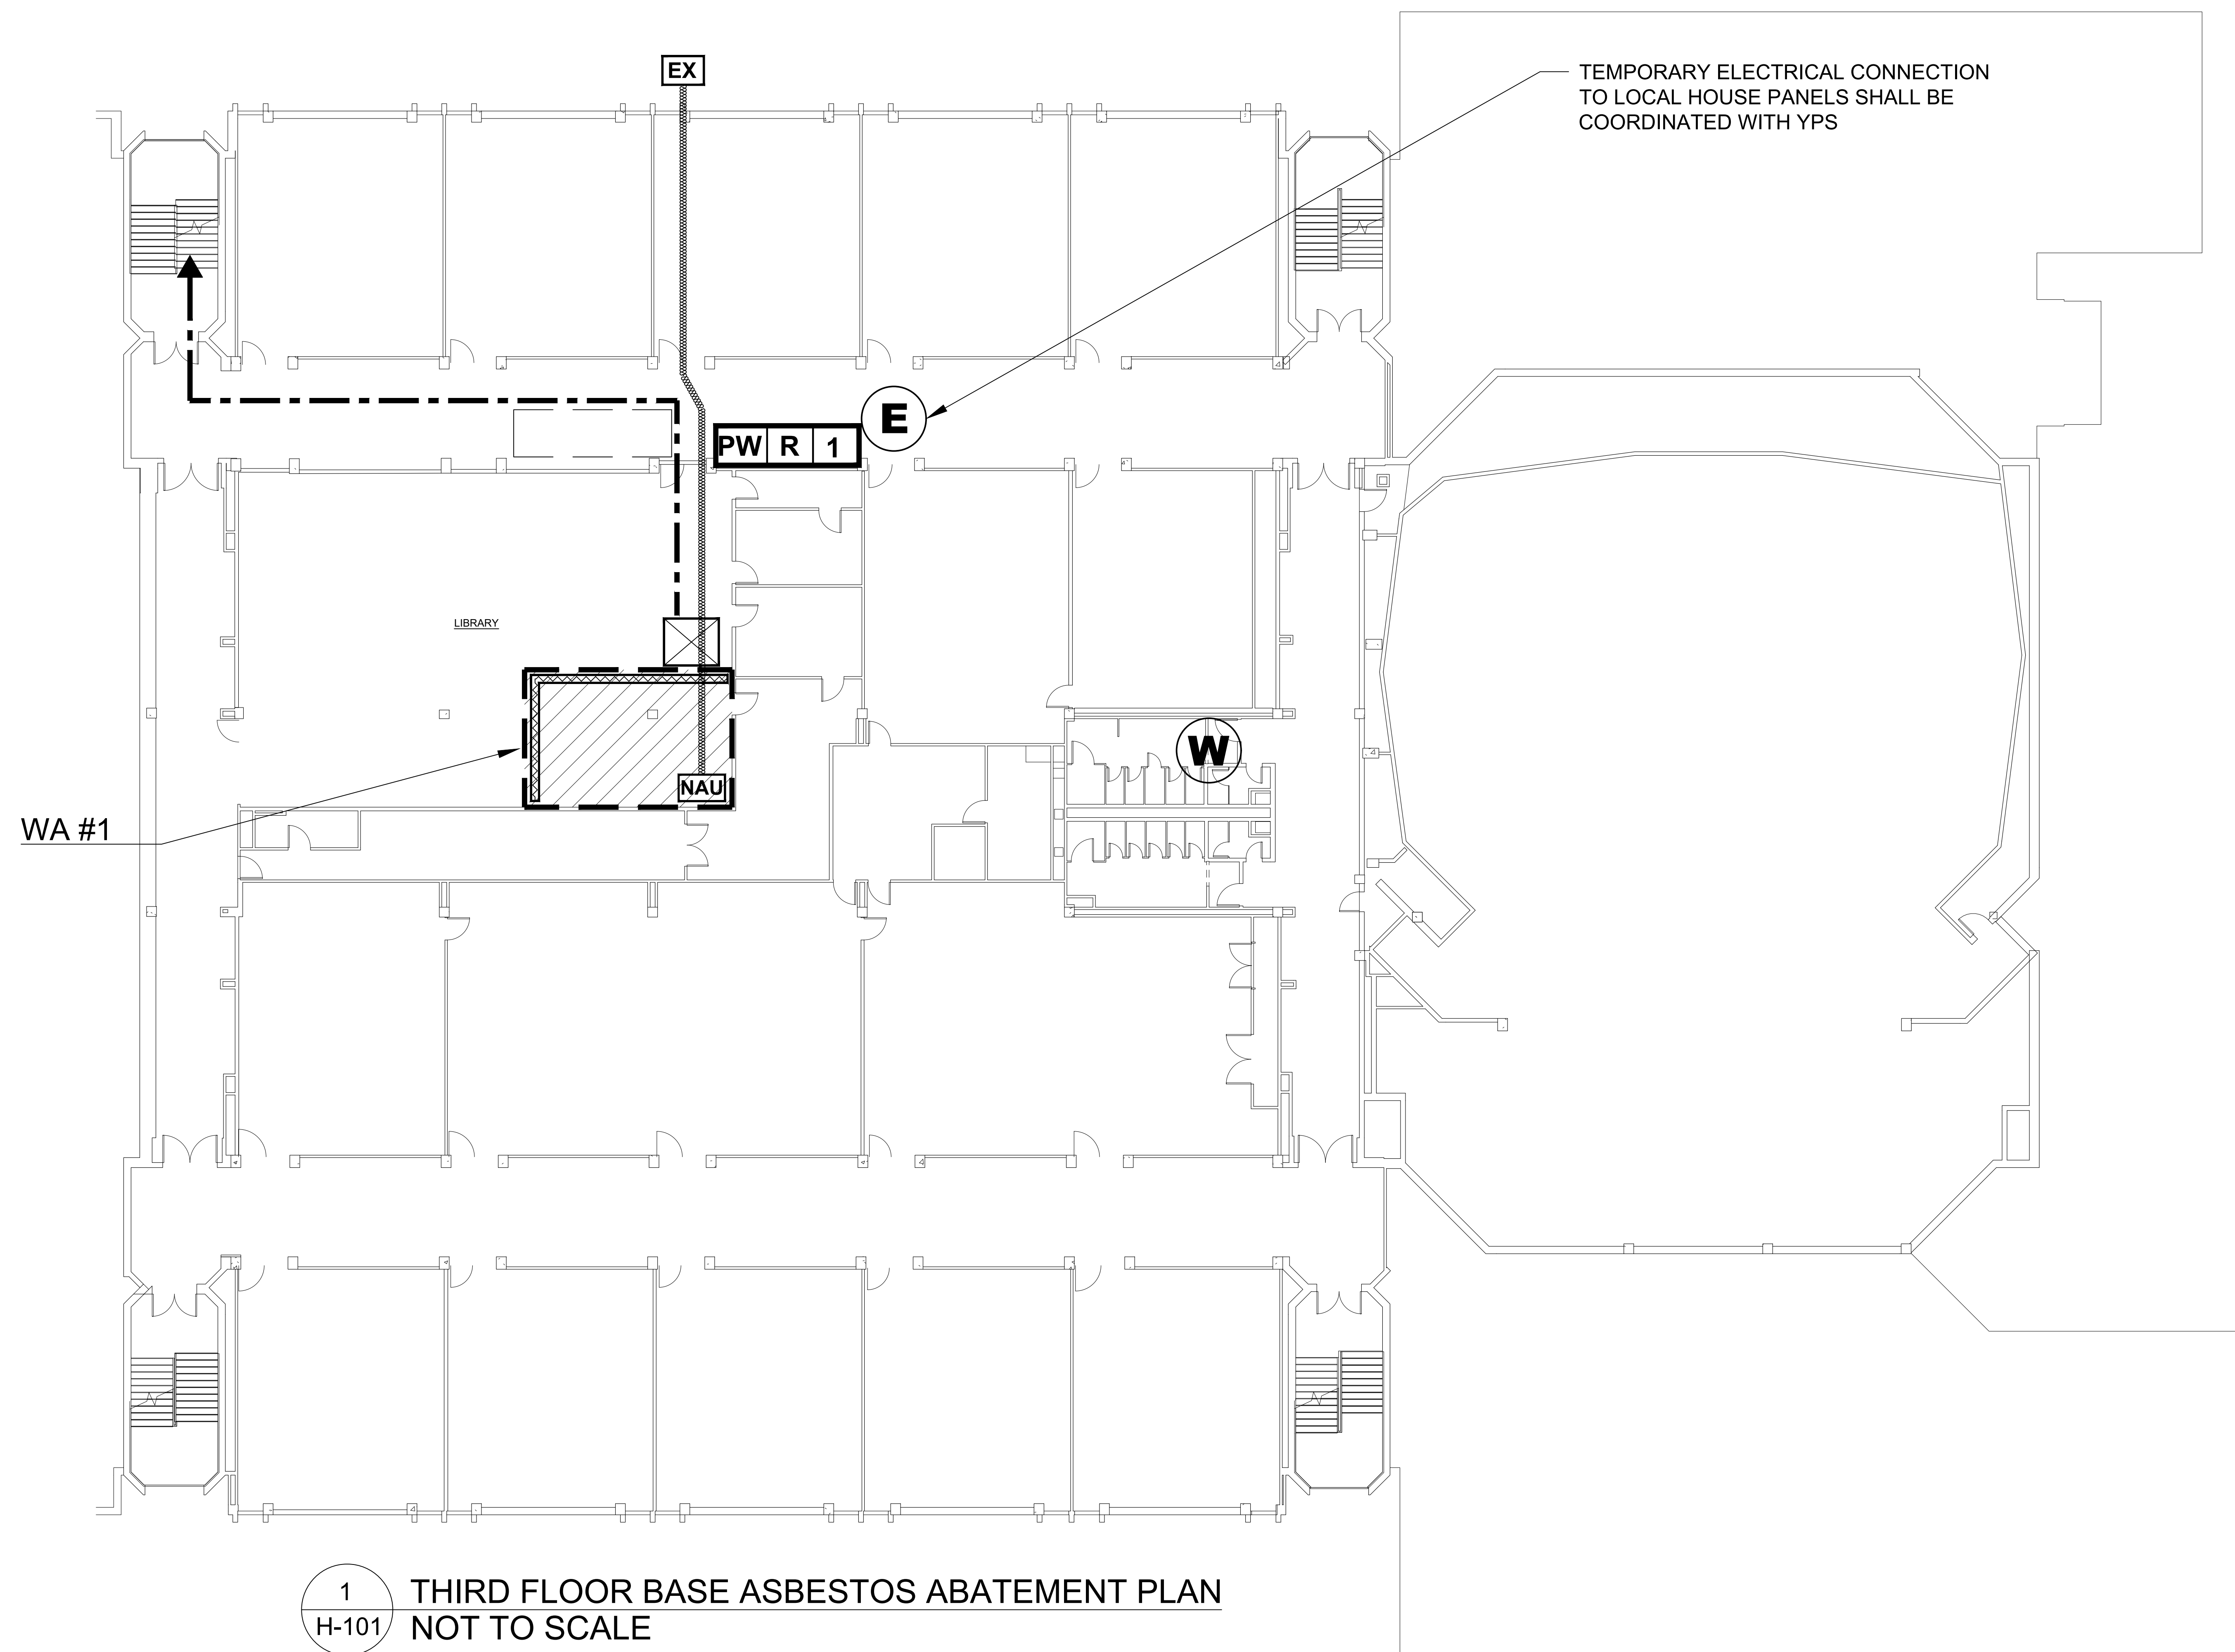 EX
TEMPORARY ELECTRICAL CONNECTION
TO LOCAL HOUSE PANELS SHALL BE
COORDINATED WITH YPS
E
PW R 1
LIBRARY
W
NAU
WA #1
1
H-101
THIRD FLOOR BASE ASBESTOS ABATEMENT PLAN
NOT TO SCALE